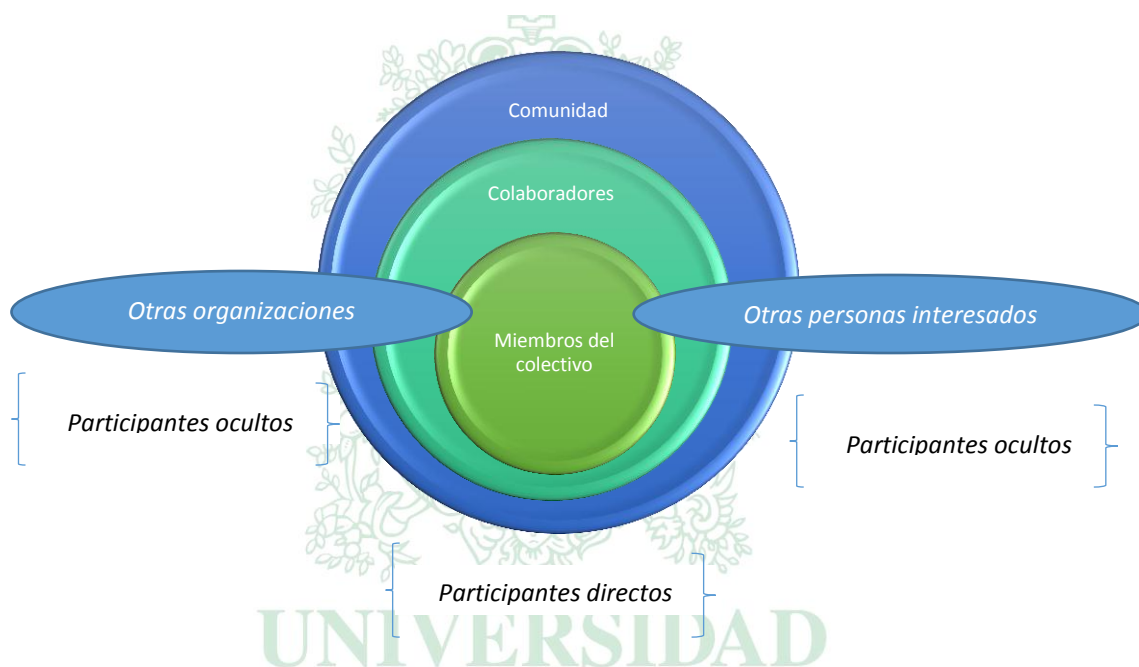 Comunidad
Colaboradores
Otras organizaciones
Otras personas interesados
Miembros del
colectivo
Participantes ocultos
Participantes ocultos
Participantes directos
UNIVERSIDAD